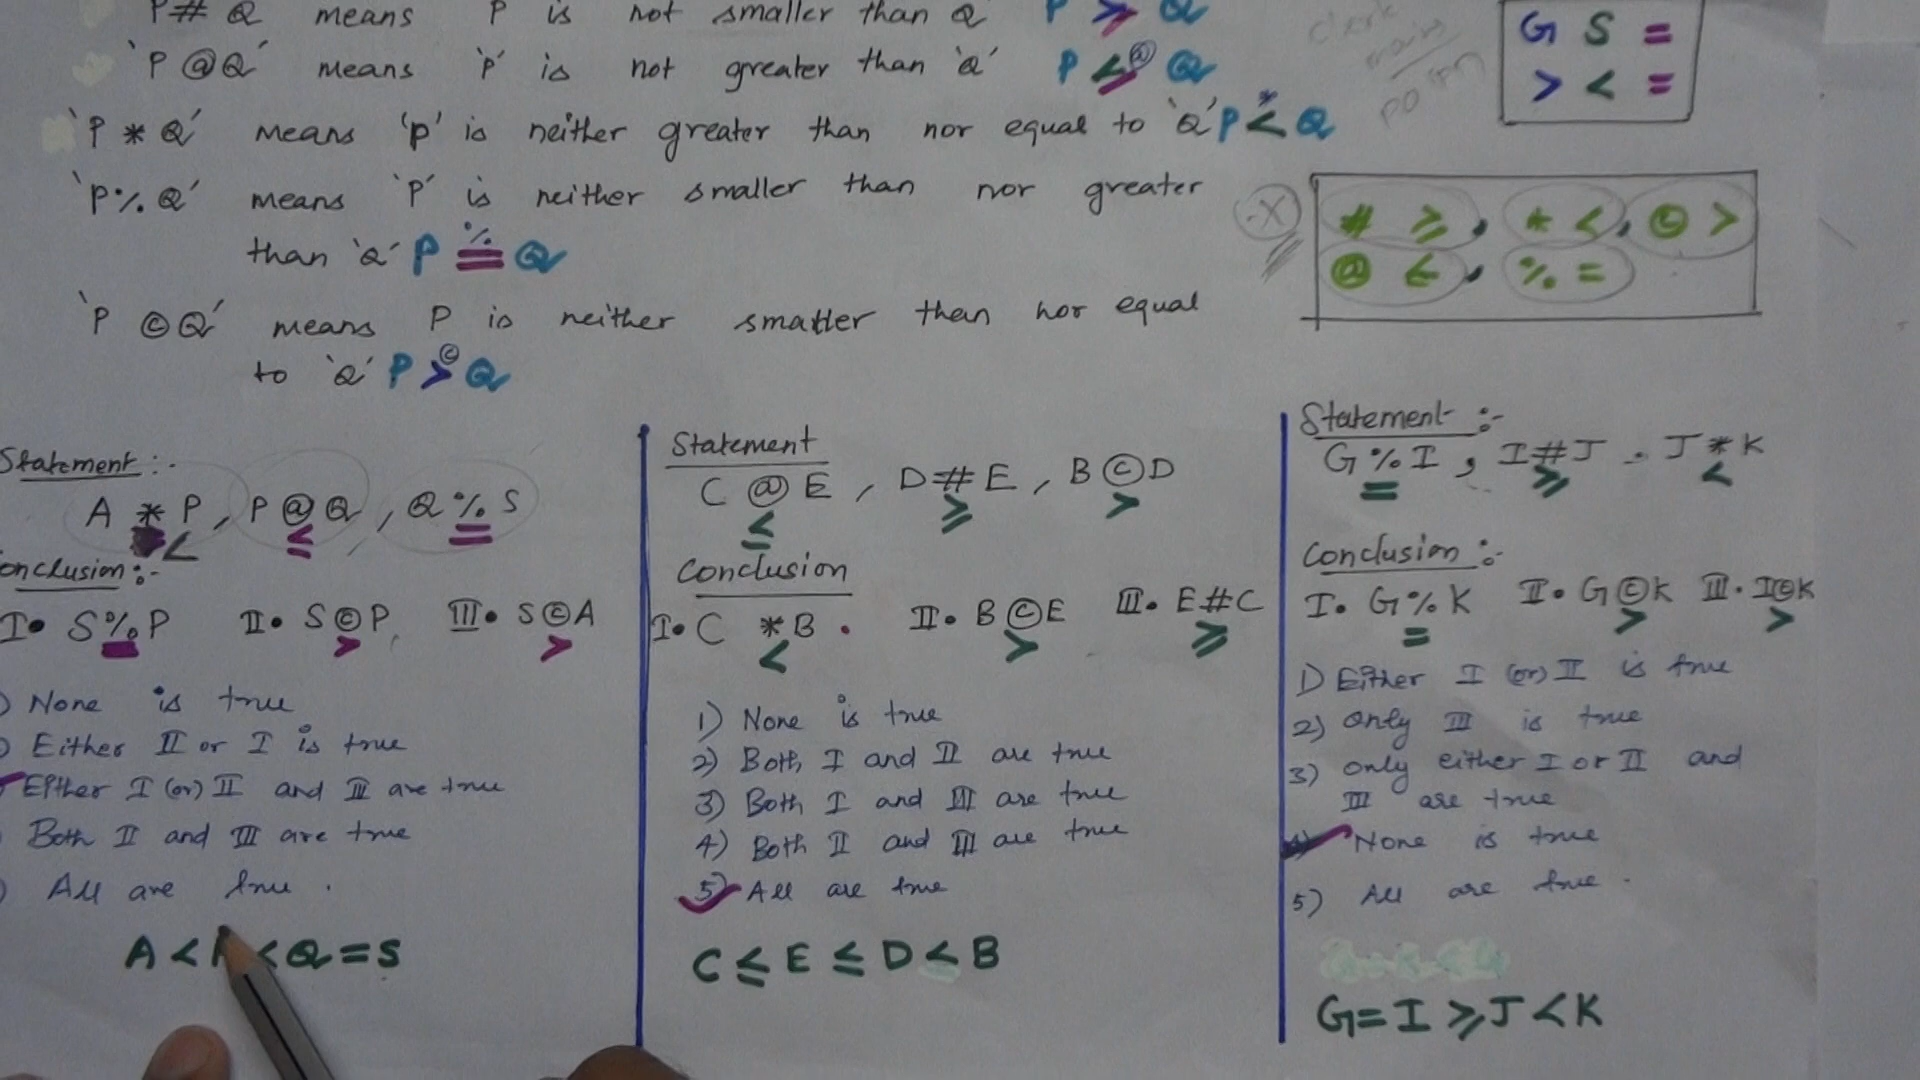 P# Q means P is not smaller than Q P ≥ Q
'P @Q' means 'P' is not greater than 'Q' P ≤ @ Q
'P * Q' means 'p' is neither greater than nor equal to 'Q' P < * Q
'P % Q' means 'P' is neither smaller than nor greater
than 'Q' P = % Q
'P © Q' means P is neither smaller than nor equal
to 'Q' P > © Q
G S =
> < =
-X
# ≥, * <, © >
@ ≤, % =
Statement :-
A * P, P @ Q, Q % S
< ≤ =
Conclusion :-
I. S % P II. S © P, III. S © A
= > >
None is true
Either II or I is true
Either I (or) II and III are true
Both II and III are true
All are true.
A < P < Q = S
Statement
C @ E, D # E, B © D
≤ ≥ >
Conclusion
I. C * B. II. B © E III. E # C
< > ≥
1) None is true
2) Both I and II are true
3) Both I and III are true
4) Both II and III are true
5) All are true
C ≤ E ≤ D < B
Statement :-
G % I, I # J, J * K
= ≥ <
Conclusion :-
I. G % K II. G © K III. I © K
= > >
1) Either I (or) II is true
2) Only III is true
3) Only either I or II and
III are true
4) None is true
5) All are true.
G = I ≥ J < K